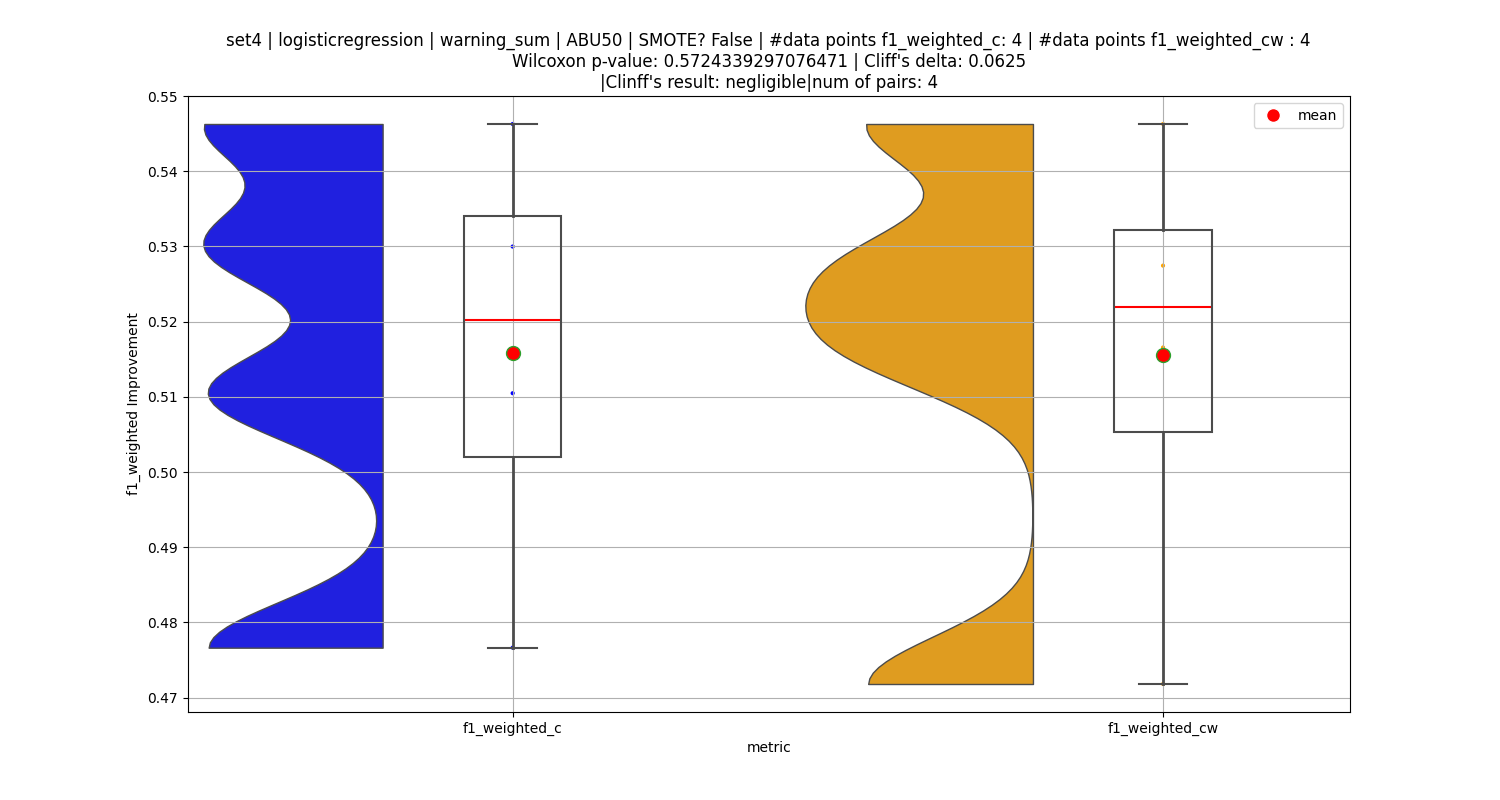 set4 | logisticregression | warning_sum | ABU50 | SMOTE? False | #data points f1_weighted_c: 4 | #data points f1_weighted_cw : 4
Wilcoxon p-value: 0.5724339297076471 | Cliff's delta: 0.0625
|Clinff's result: negligible|num of pairs: 4
mean
f1_weighted Improvement
0.55
0.54
0.53
0.52
0.51
0.50
0.49
0.48
0.47
f1_weighted_c
f1_weighted_cw
metric